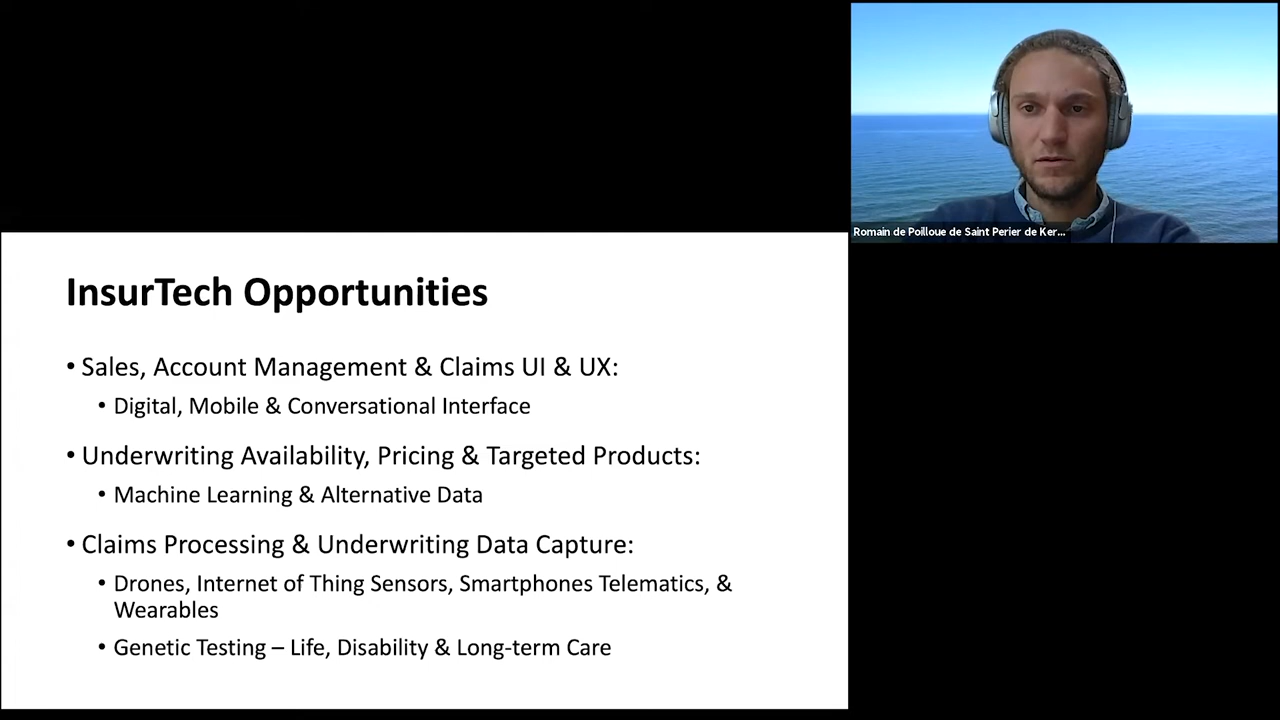 Romain de Poilloue de Saint Perier de Ker...
InsurTech Opportunities
• Sales, Account Management & Claims UI & UX:
• Digital, Mobile & Conversational Interface
• Underwriting Availability, Pricing & Targeted Products:
• Machine Learning & Alternative Data
• Claims Processing & Underwriting Data Capture:
• Drones, Internet of Thing Sensors, Smartphones Telematics, &
Wearables
• Genetic Testing – Life, Disability & Long-term Care